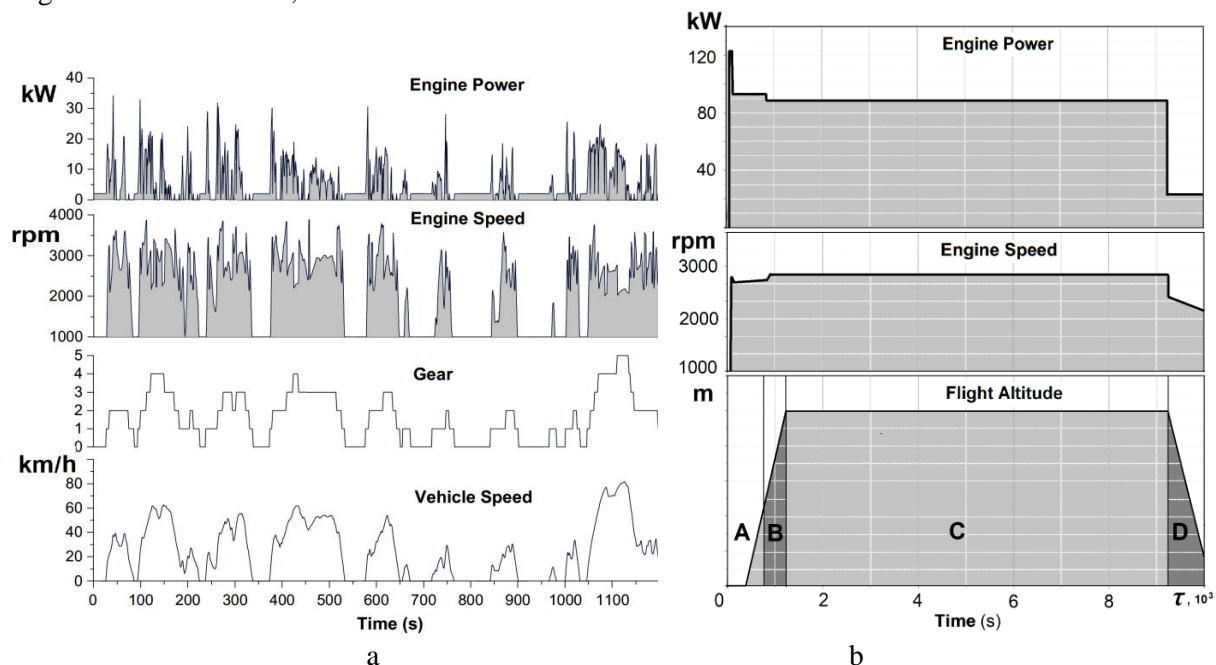 kW
40
30
20
10
0
Engine Power
rpm
4000
3000
2000
1000
Engine Speed
5
4
3
2
1
0
Gear
km/h
80
60
40
20
0
Vehicle Speed
0 100 200 300 400 500 600 700 800 900 1000 1100
Time (s)
a
kW
120
80
40
Engine Power
rpm
3000
2000
1000
Engine Speed
m
Flight Altitude
A B C D
0 2 4 6 8 τ, 10³
Time (s)
b